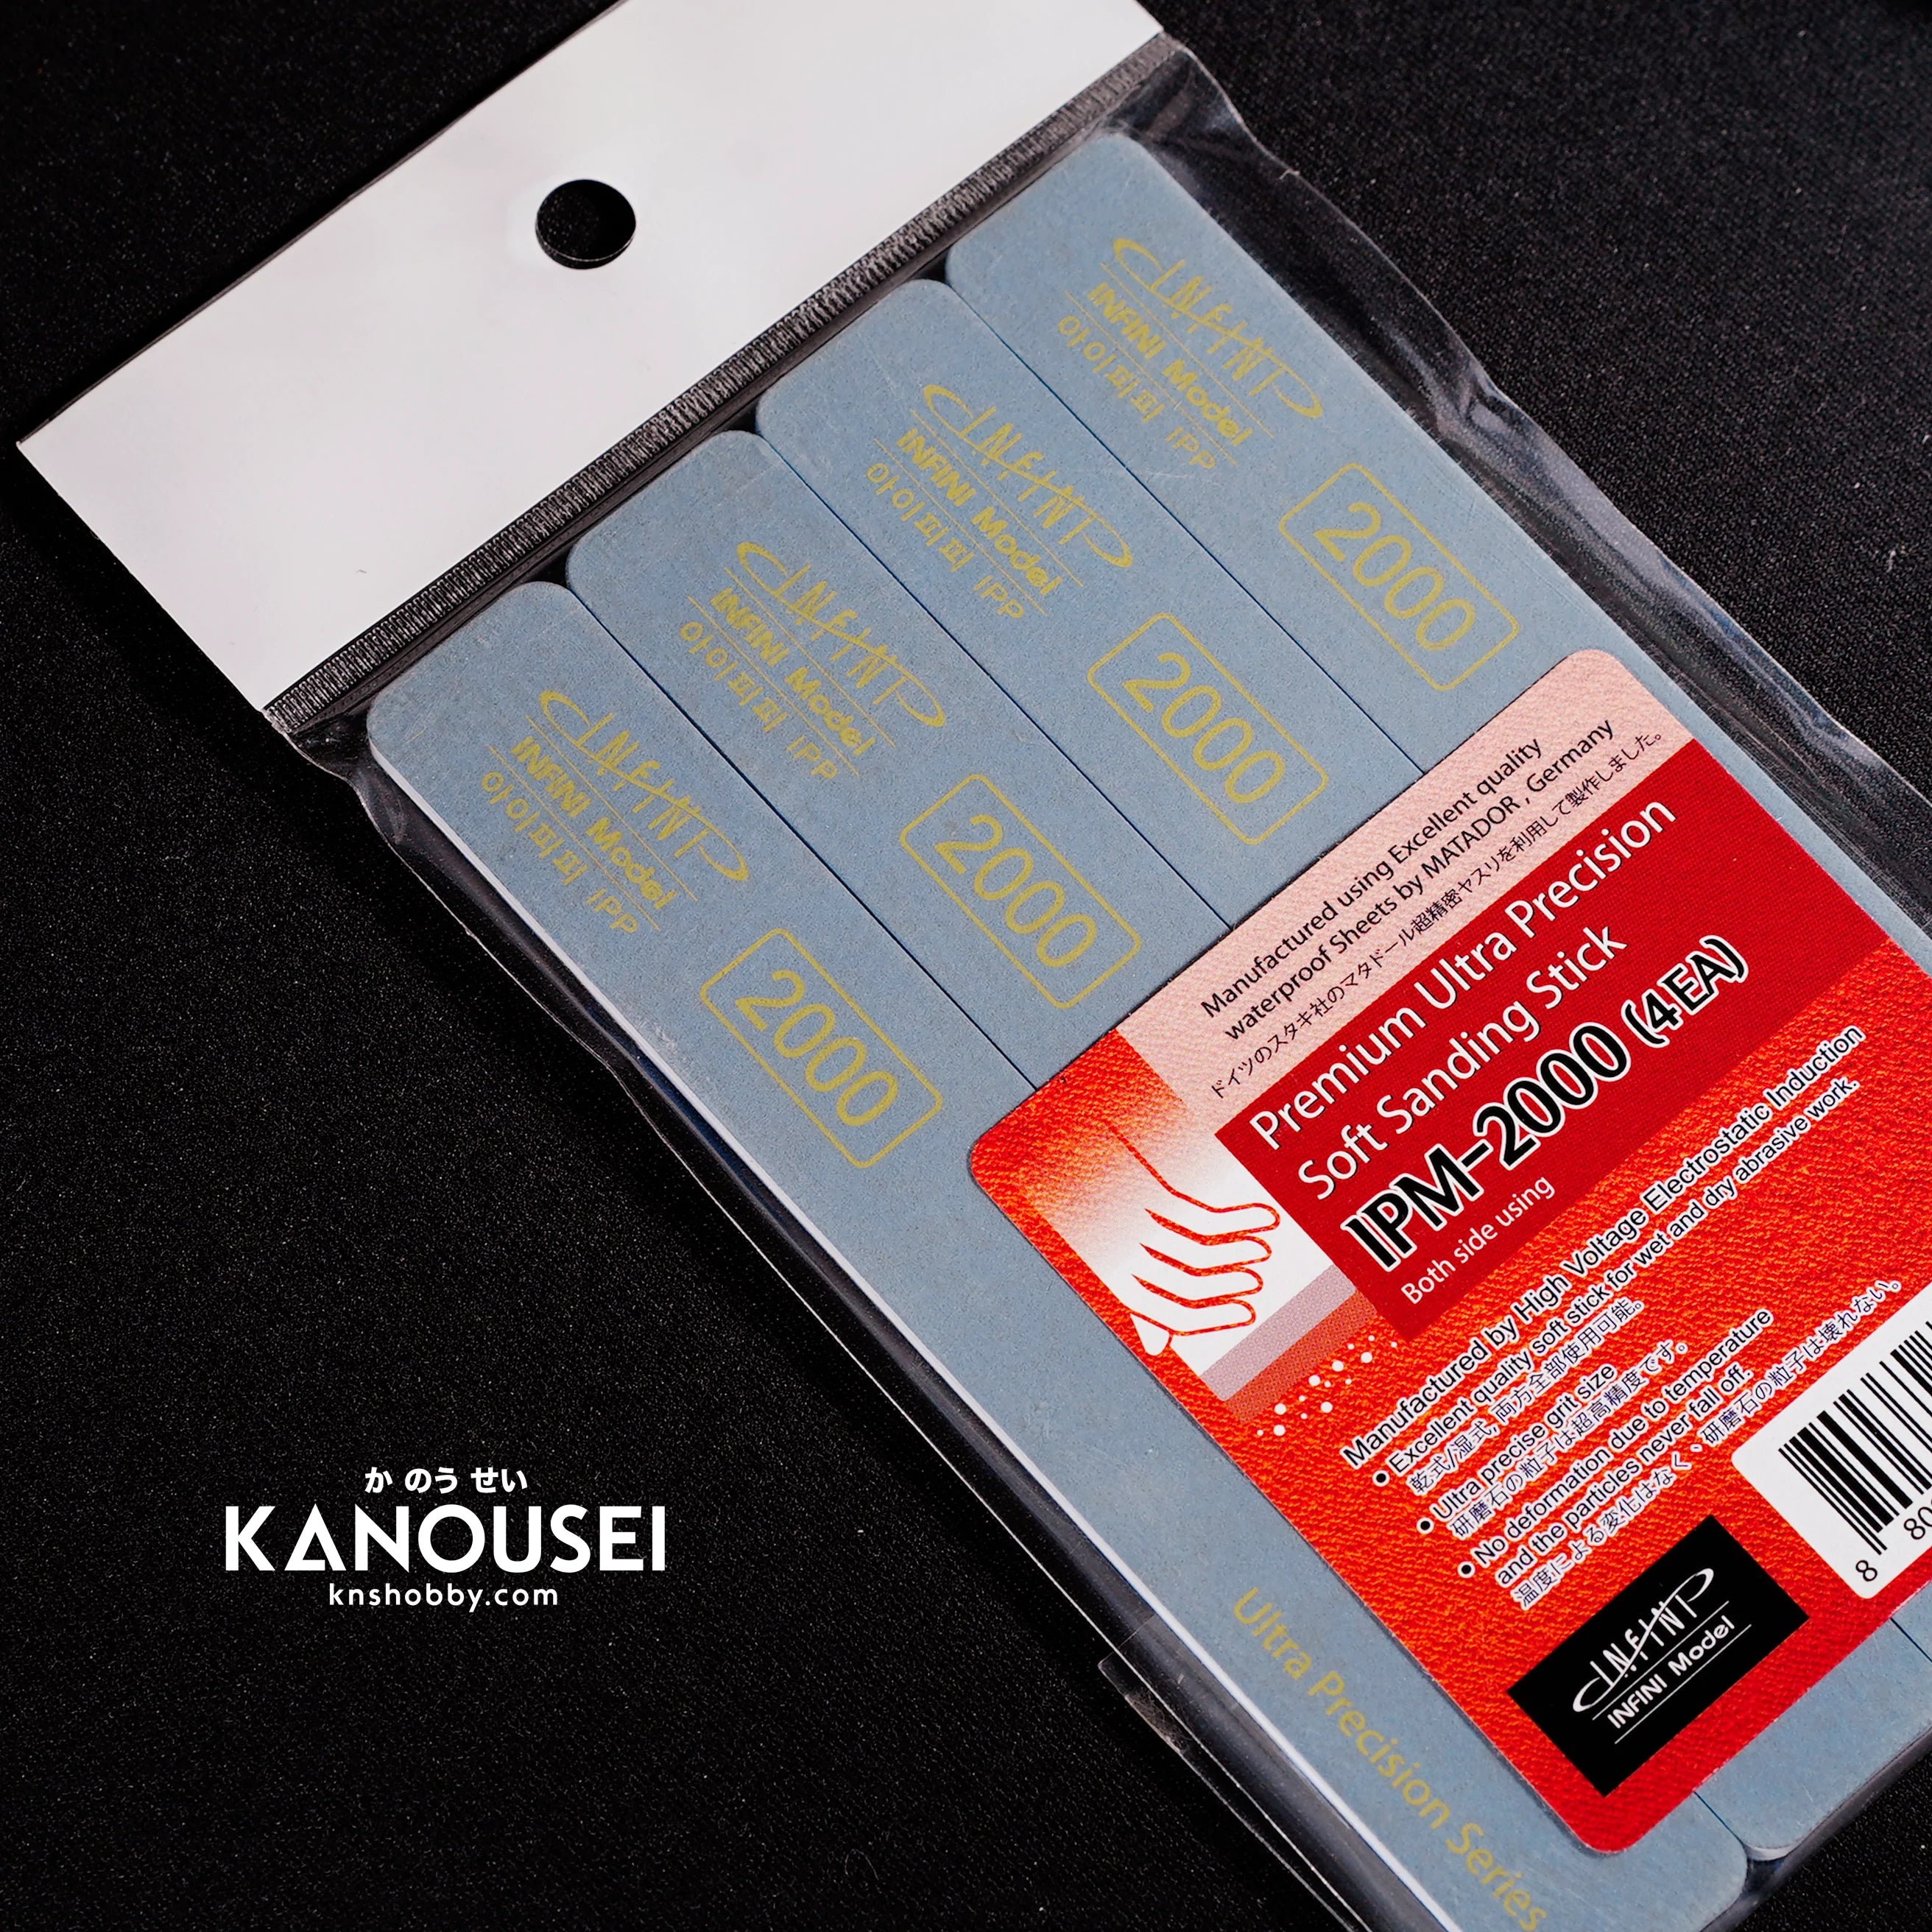 INFINI
INFINI Model
아이피피 IPP
2000
INFINI
INFINI Model
아이피피 IPP
2000
INFINI
INFINI Model
아이피피 IPP
2000
INFINI
INFINI Model
아이피피 IPP
2000
Manufactured using Excellent quality
waterproof Sheets by MATADOR , Germany
ドイツのスタキ社のマタドール超精密ヤスリを利用して製作しました。
Premium Ultra Precision
Soft Sanding Stick
IPM-2000 (4EA)
Both side using
Manufactured by High Voltage Electrostatic Induction
• Excellent quality soft stick for wet and dry abrasive work.
乾式/湿式, 両方全部使用可能。
• Ultra precise grit size
研磨石の粒子は超高精度です。
• No deformation due to temperature
and the particles never fall off.
温度による変化はなく、研磨石の粒子は壊れない。
8 80
INFINI
INFINI Model
Ultra Precision Series
か のう せい
KANOUSEI
knshobby.com